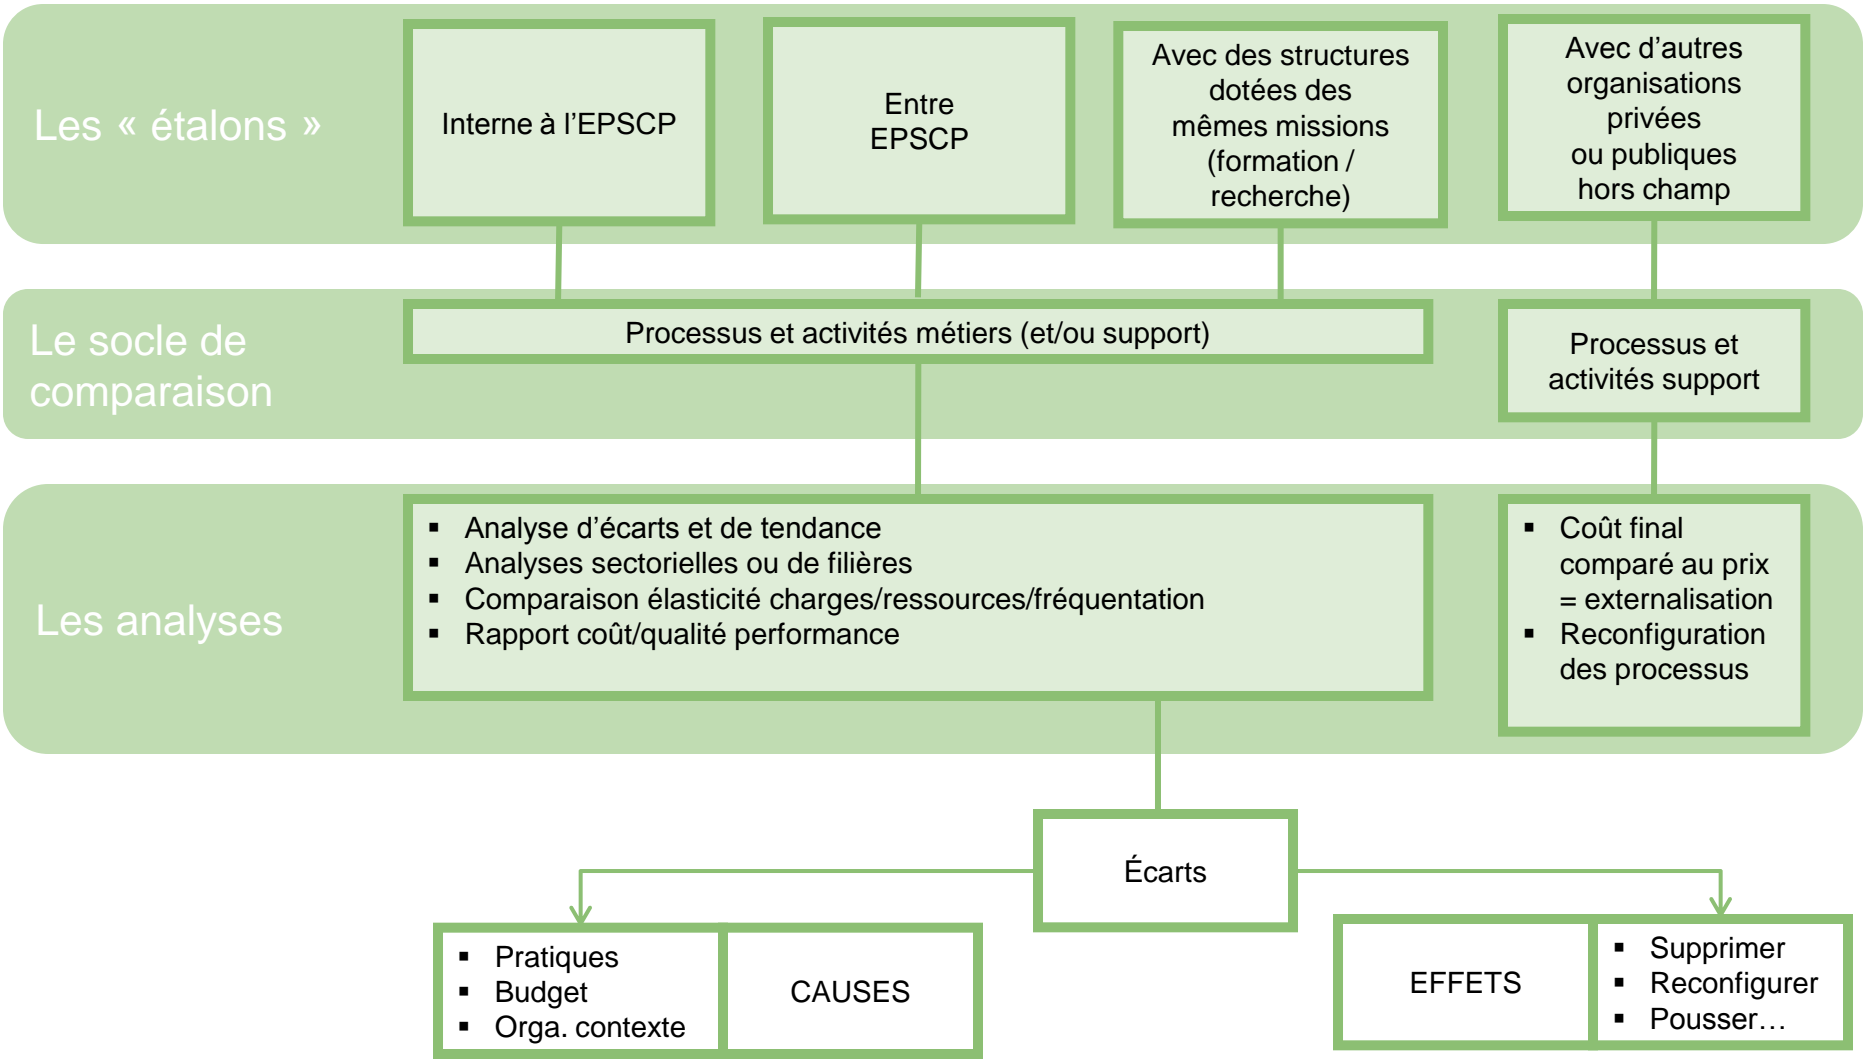 Les « étalons »
Interne à l’EPSCP
Entre
EPSCP
Avec des structures
dotées des
mêmes missions
(formation /
recherche)
Avec d’autres
organisations
privées
ou publiques
hors champ
Le socle de
comparaison
Processus et activités métiers (et/ou support)
Processus et
activités support
Les analyses
▪ Analyse d’écarts et de tendance
▪ Analyses sectorielles ou de filières
▪ Comparaison élasticité charges/ressources/fréquentation
▪ Rapport coût/qualité performance
▪ Coût final
comparé au prix
= externalisation
▪ Reconfiguration
des processus
Écarts
▪ Pratiques
▪ Budget
▪ Orga. contexte
CAUSES
EFFETS
▪ Supprimer
▪ Reconfigurer
▪ Pousser…